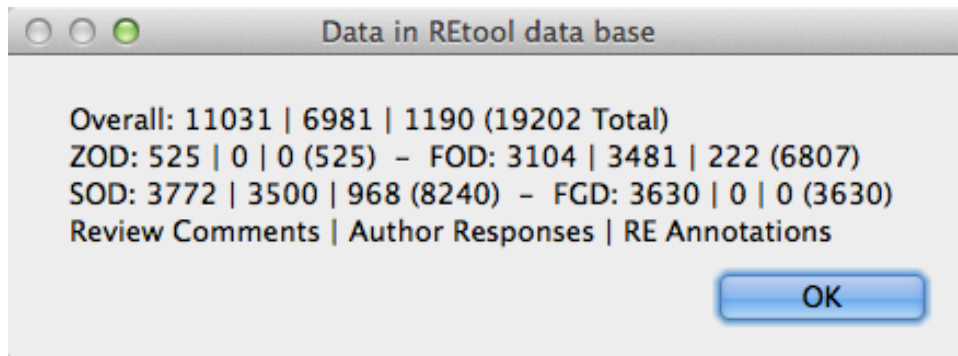 Data in REtool data base
Overall: 11031 | 6981 | 1190 (19202 Total)
ZOD: 525 | 0 | 0 (525) – FOD: 3104 | 3481 | 222 (6807)
SOD: 3772 | 3500 | 968 (8240) – FGD: 3630 | 0 | 0 (3630)
Review Comments | Author Responses | RE Annotations
OK